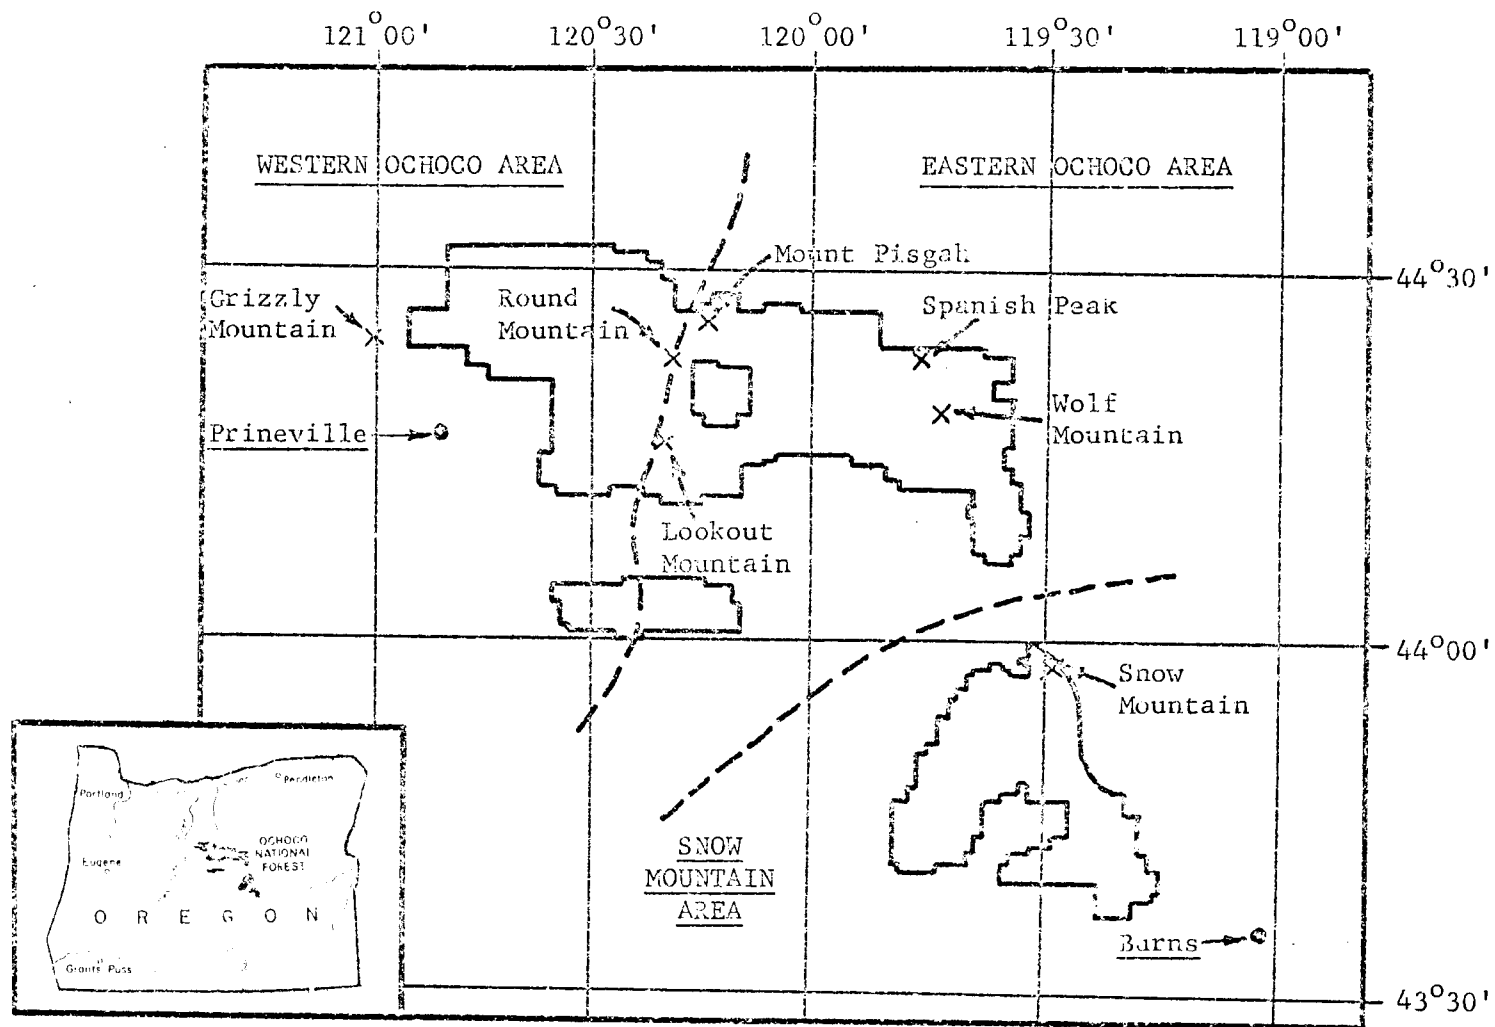 121°00'
120°30'
120°00'
119°30'
119°00'
WESTERN OCHOCO AREA
EASTERN OCHOCO AREA
Mount Pisgah
44°30'
Grizzly
Mountain
Round
Mountain
Spanish Peak
Wolf
Mountain
Prineville
Lookout
Mountain
44°00'
Snow
Mountain
SNOW
MOUNTAIN
AREA
Burns
43°30'
Pendleton
Portland
OCHOCO
NATIONAL
FOREST
Eugene
OREGON
Grants Pass